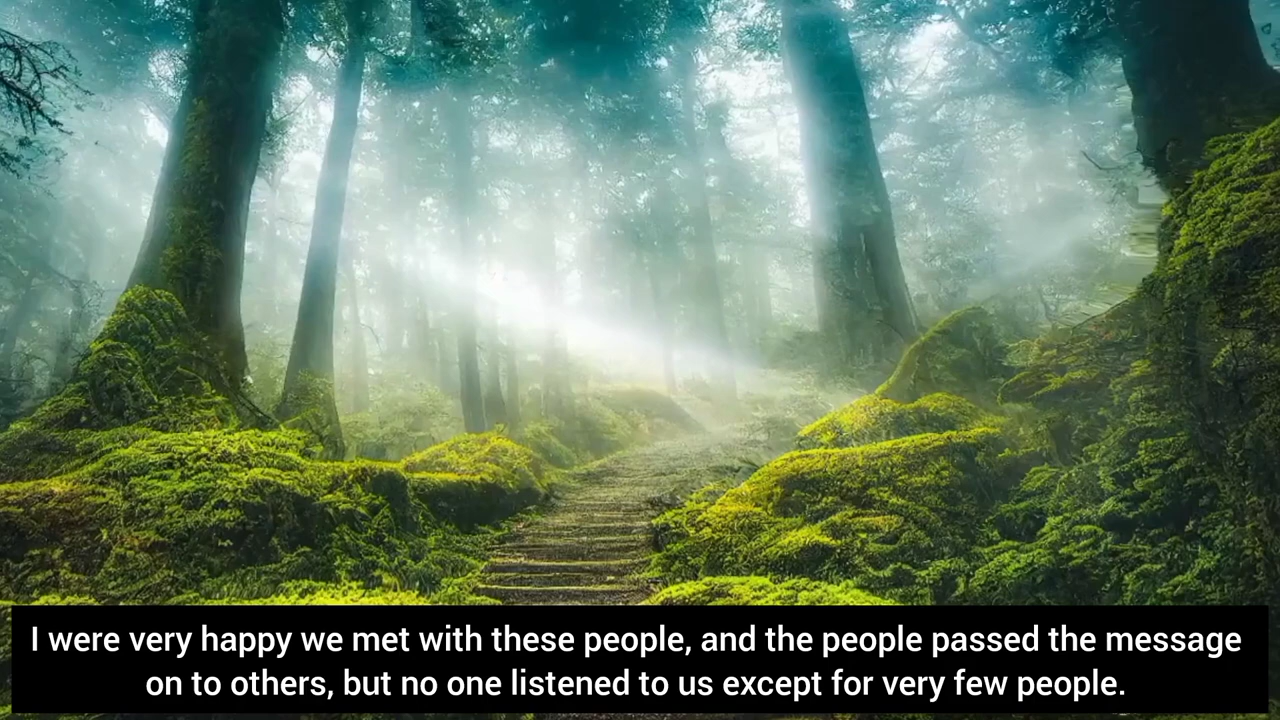 I were very happy we met with these people, and the people passed the message
on to others, but no one listened to us except for very few people.